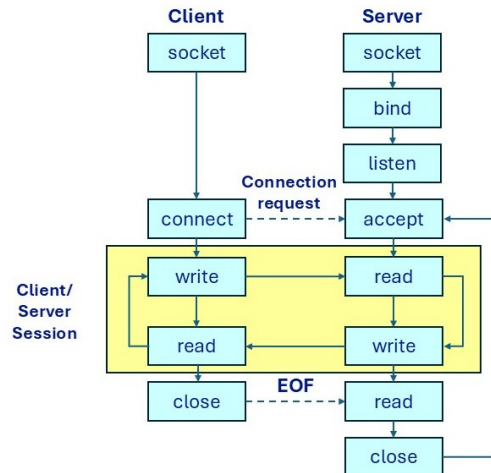 Client
Server
socket
socket
bind
listen
Connection
request
connect
accept
Client/
Server
Session
write
read
read
write
close
EOF
read
close